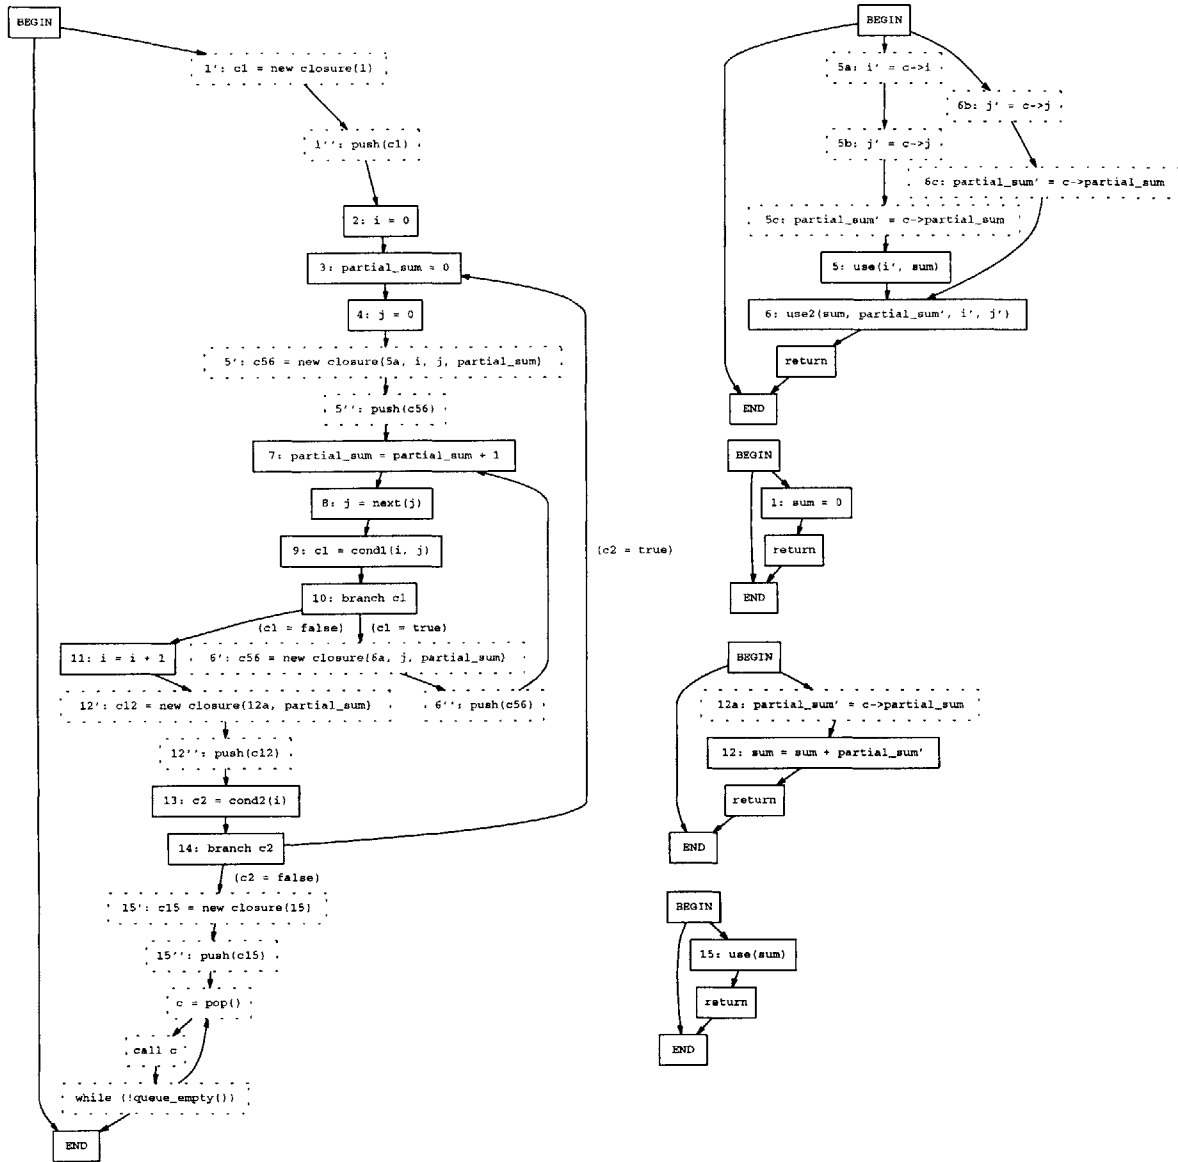 BEGIN
1': c1 = new closure(1)
1'': push(c1)
2: i = 0
3: partial_sum = 0
4: j = 0
5': c56 = new closure(5a, i, j, partial_sum)
5'': push(c56)
7: partial_sum = partial_sum + 1
8: j = next(j)
9: c1 = cond1(i, j)
(c2 = true)
10: branch c1
(c1 = false)
(c1 = true)
11: i = i + 1
6': c56 = new closure(6a, j, partial_sum)
12': c12 = new closure(12a, partial_sum)
6'': push(c56)
12'': push(c12)
13: c2 = cond2(i)
14: branch c2
(c2 = false)
15': c15 = new closure(15)
15'': push(c15)
c = pop()
call c
while (!queue_empty())
END
BEGIN
5a: i' = c->i
6b: j' = c->j
5b: j' = c->j
6c: partial_sum' = c->partial_sum
5c: partial_sum' = c->partial_sum
5: use(i', sum)
6: use2(sum, partial_sum', i', j')
return
END
BEGIN
1: sum = 0
return
END
BEGIN
12a: partial_sum' = c->partial_sum
12: sum = sum + partial_sum'
return
END
BEGIN
15: use(sum)
return
END